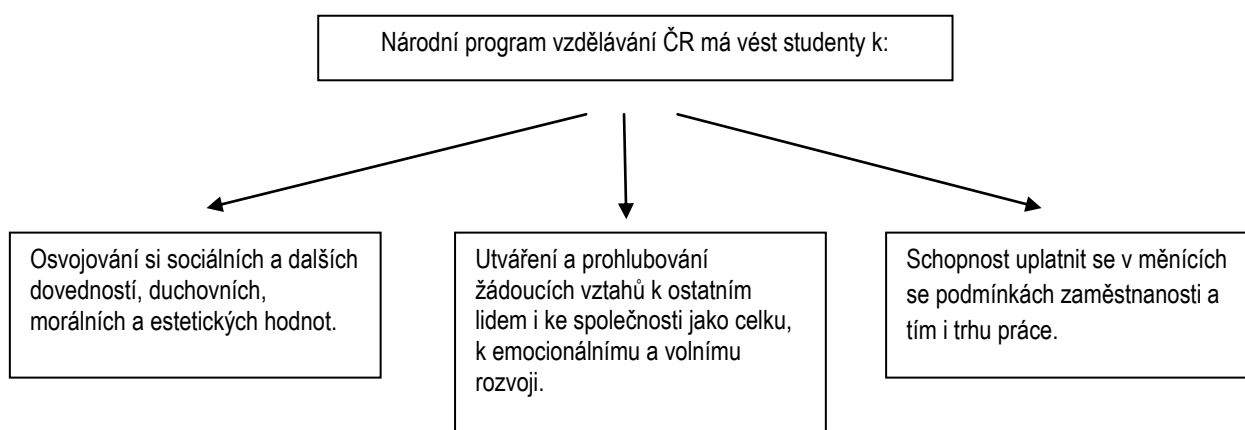 Národní program vzdělávání ČR má vést studenty k:
Osvojování si sociálních a dalších
dovedností, duchovních,
morálních a estetických hodnot.
Utváření a prohlubování
žádoucích vztahů k ostatním
lidem i ke společnosti jako celku,
k emocionálnímu a volnímu
rozvoji.
Schopnost uplatnit se v měnících
se podmínkách zaměstnanosti a
tím i trhu práce.